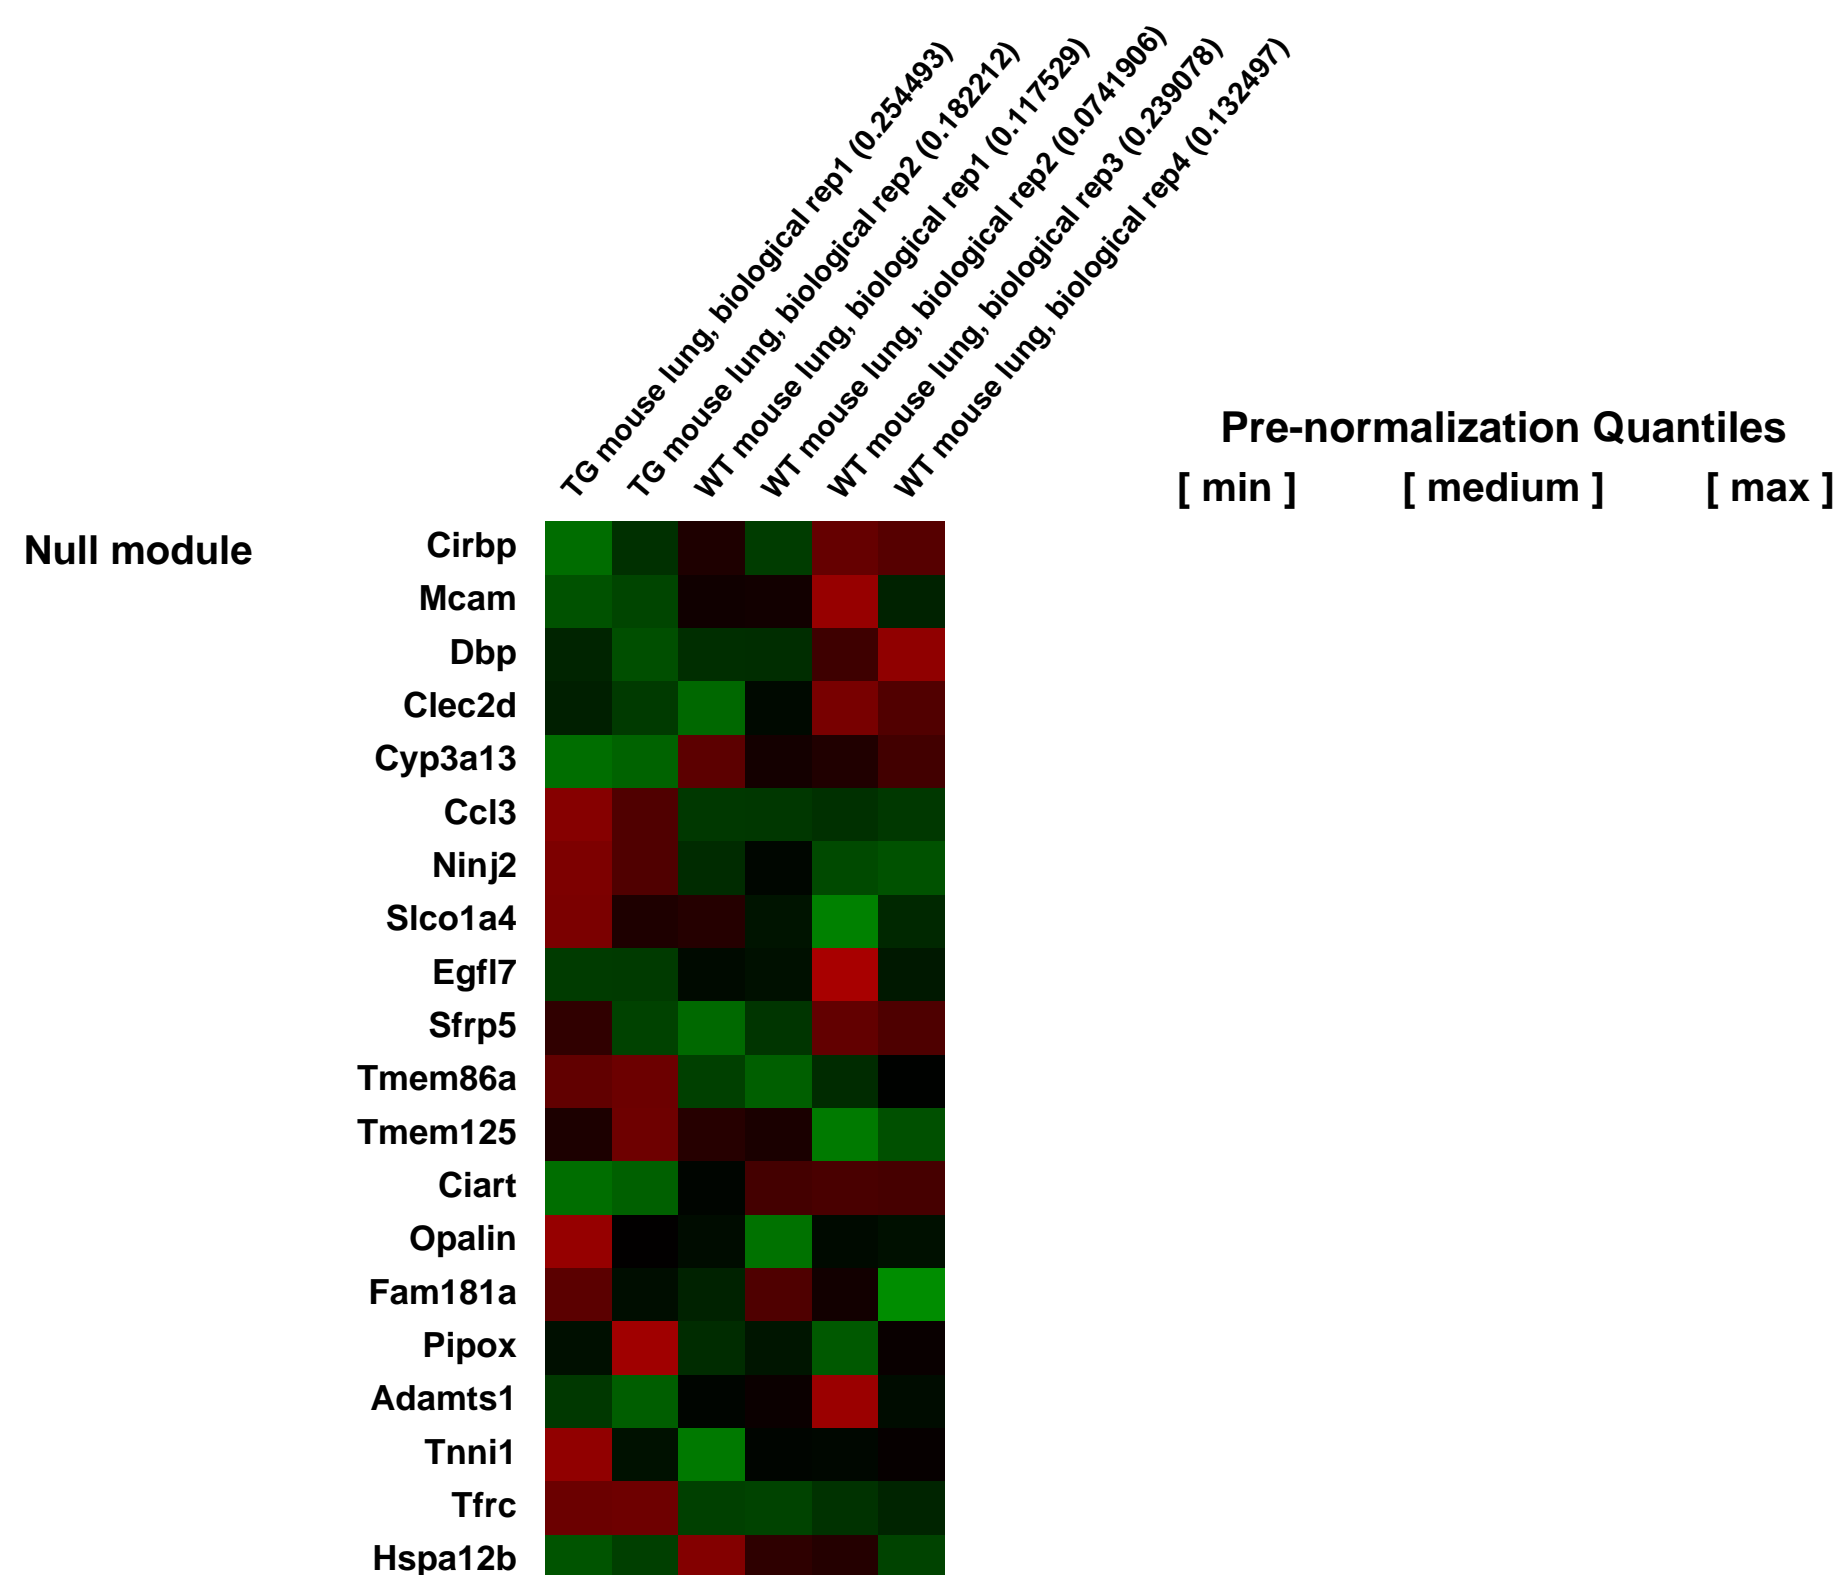 TG mouse lung, biological rep1 (0.254493)
TG mouse lung, biological rep2 (0.182212)
WT mouse lung, biological rep1 (0.117529)
WT mouse lung, biological rep2 (0.0741906)
WT mouse lung, biological rep3 (0.239078)
WT mouse lung, biological rep4 (0.132497)
Pre-normalization Quantiles
[ min ] [ medium ] [ max ]
Null module
Cirbp
Mcam
Dbp
Clec2d
Cyp3a13
Ccl3
Ninj2
Slco1a4
Egfl7
Sfrp5
Tmem86a
Tmem125
Ciart
Opalin
Fam181a
Pipox
Adamts1
Tnni1
Tfrc
Hspa12b